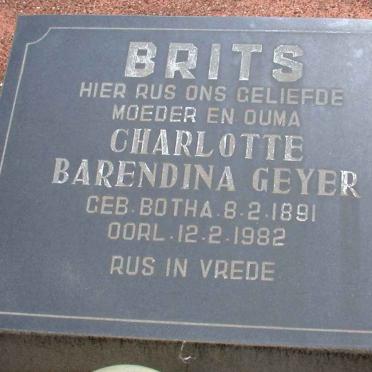 BRITS
HIER RUS ONS GELIEFDE
MOEDER EN OUMA
CHARLOTTE
BARENDINA GEYER
GEB. BOTHA. 8-2-1891
OORL. 12-2-1982
RUS IN VREDE